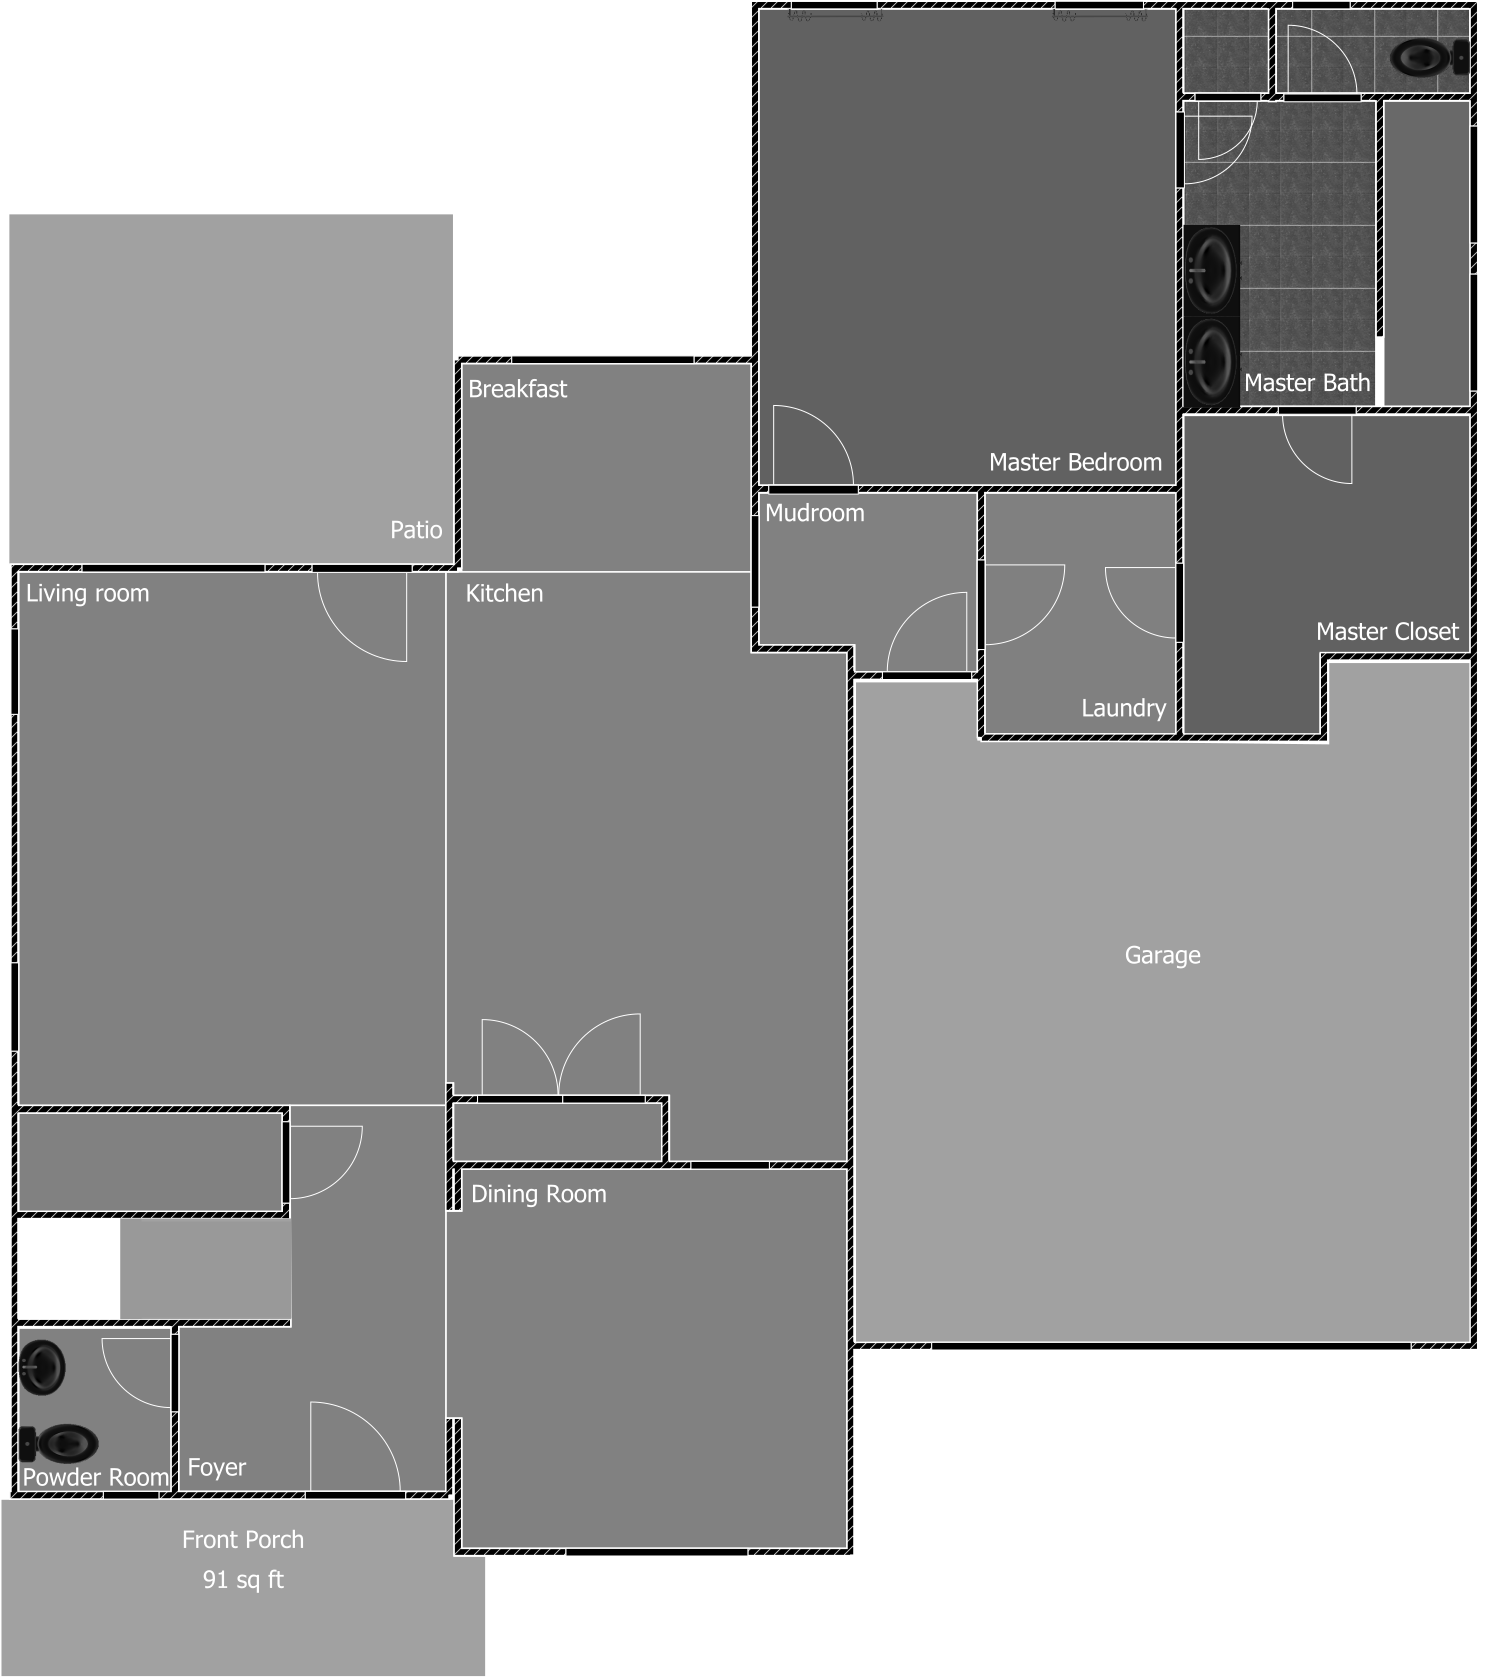 Breakfast
Master Bath
Master Bedroom
Mudroom
Patio
Living room
Kitchen
Master Closet
Laundry
Garage
Dining Room
Foyer
Powder Room
Front Porch
91 sq ft